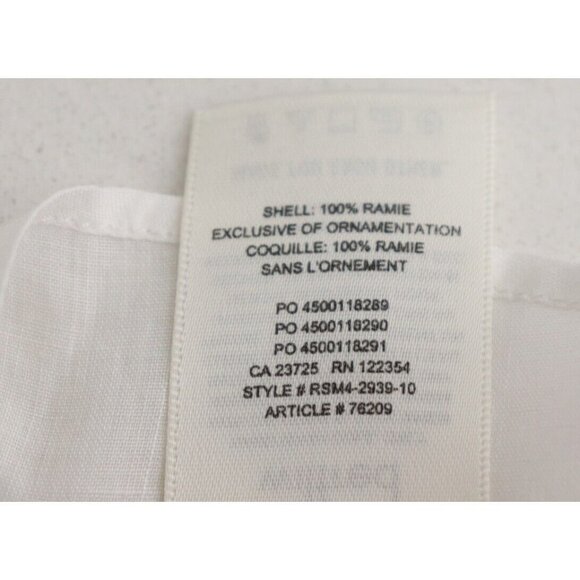 SHELL: 100% RAMIE
EXCLUSIVE OF ORNAMENTATION
COQUILLE: 100% RAMIE
SANS L'ORNEMENT
PO 4500118289
PO 4500118290
PO 4500118291
CA 23725 RN 122354
STYLE # RSM4-2939-10
ARTICLE # 76209